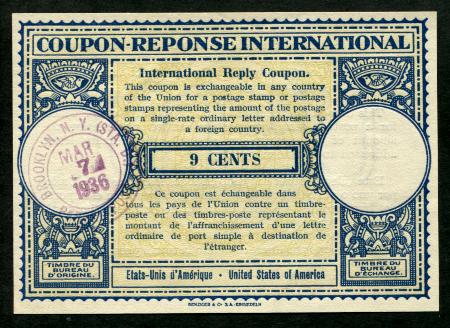 COUPON-REPONSE INTERNATIONAL
International Reply Coupon.
This coupon is exchangeable in any country
of the Union for a postage stamp or postage
stamps representing the amount of the postage
on a single-rate ordinary letter addressed to
a foreign country.
BROOKLYN, N. Y. (STA.
MAR
7
1936
9 CENTS
Ce coupon est échangeable dans
tous les pays de l'Union contre un timbre-
poste ou des timbres-poste représentant le
montant de l'affranchissement d'une lettre
ordinaire de port simple à destination de
l'étranger.
TIMBRE DU
BUREAU
D'ORIGINE.
Etats-Unis d'Amérique · United States of America
TIMBRE DU
BUREAU
D'ÉCHANGE.
BENZIGER & Co S.A. EINSIEDELN